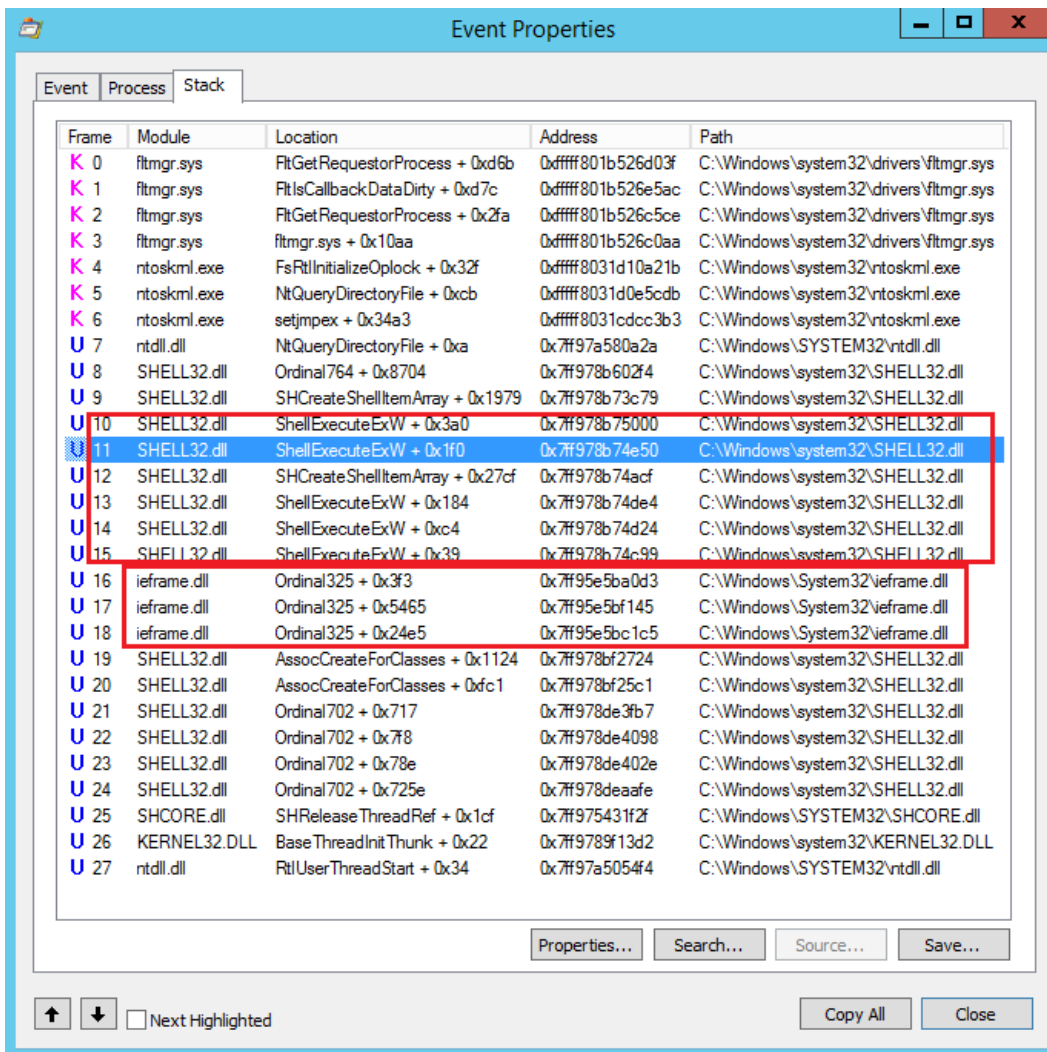 Event Properties
Event Process Stack
Frame Module Location Address Path
K 0 fltmgr.sys FltGetRequestorProcess + 0xd6b 0xfffff801b526d03f C:\Windows\system32\drivers\fltmgr.sys
K 1 fltmgr.sys FltIsCallbackDataDirty + 0xd7c 0xfffff801b526e5ac C:\Windows\system32\drivers\fltmgr.sys
K 2 fltmgr.sys FltGetRequestorProcess + 0x2fa 0xfffff801b526c5ce C:\Windows\system32\drivers\fltmgr.sys
K 3 fltmgr.sys fltmgr.sys + 0x10aa 0xfffff801b526c0aa C:\Windows\system32\drivers\fltmgr.sys
K 4 ntoskrnl.exe FsRtlInitializeOplock + 0x32f 0xfffff8031d10a21b C:\Windows\system32\ntoskrnl.exe
K 5 ntoskrnl.exe NtQueryDirectoryFile + 0xcb 0xfffff8031d0e5cdb C:\Windows\system32\ntoskrnl.exe
K 6 ntoskrnl.exe setjmpex + 0x34a3 0xfffff8031cdcc3b3 C:\Windows\system32\ntoskrnl.exe
U 7 ntdll.dll NtQueryDirectoryFile + 0xa 0x7ff97a580a2a C:\Windows\SYSTEM32\ntdll.dll
U 8 SHELL32.dll Ordinal764 + 0x8704 0x7ff978b602f4 C:\Windows\system32\SHELL32.dll
U 9 SHELL32.dll SHCreateShellItemArray + 0x1979 0x7ff978b73c79 C:\Windows\system32\SHELL32.dll
U 10 SHELL32.dll ShellExecuteExW + 0x3a0 0x7ff978b75000 C:\Windows\system32\SHELL32.dll
U 11 SHELL32.dll ShellExecuteExW + 0x1f0 0x7ff978b74e50 C:\Windows\system32\SHELL32.dll
U 12 SHELL32.dll SHCreateShellItemArray + 0x27cf 0x7ff978b74acf C:\Windows\system32\SHELL32.dll
U 13 SHELL32.dll ShellExecuteExW + 0x184 0x7ff978b74de4 C:\Windows\system32\SHELL32.dll
U 14 SHELL32.dll ShellExecuteExW + 0xc4 0x7ff978b74d24 C:\Windows\system32\SHELL32.dll
U 15 SHELL32.dll ShellExecuteExW + 0x39 0x7ff978b74c99 C:\Windows\system32\SHELL32.dll
U 16 ieframe.dll Ordinal325 + 0x3f3 0x7ff95e5ba0d3 C:\Windows\System32\ieframe.dll
U 17 ieframe.dll Ordinal325 + 0x5465 0x7ff95e5bf145 C:\Windows\System32\ieframe.dll
U 18 ieframe.dll Ordinal325 + 0x24e5 0x7ff95e5bc1c5 C:\Windows\System32\ieframe.dll
U 19 SHELL32.dll AssocCreateForClasses + 0x1124 0x7ff978bf2724 C:\Windows\system32\SHELL32.dll
U 20 SHELL32.dll AssocCreateForClasses + 0xfc1 0x7ff978bf25c1 C:\Windows\system32\SHELL32.dll
U 21 SHELL32.dll Ordinal702 + 0x717 0x7ff978de3fb7 C:\Windows\system32\SHELL32.dll
U 22 SHELL32.dll Ordinal702 + 0x7f8 0x7ff978de4098 C:\Windows\system32\SHELL32.dll
U 23 SHELL32.dll Ordinal702 + 0x78e 0x7ff978de402e C:\Windows\system32\SHELL32.dll
U 24 SHELL32.dll Ordinal702 + 0x725e 0x7ff978deaafe C:\Windows\system32\SHELL32.dll
U 25 SHCORE.dll SHReleaseThreadRef + 0x1cf 0x7ff975431f2f C:\Windows\SYSTEM32\SHCORE.dll
U 26 KERNEL32.DLL BaseThreadInitThunk + 0x22 0x7ff9789f13d2 C:\Windows\system32\KERNEL32.DLL
U 27 ntdll.dll RtlUserThreadStart + 0x34 0x7ff97a5054f4 C:\Windows\SYSTEM32\ntdll.dll
Properties... Search... Source... Save...
Next Highlighted Copy All Close